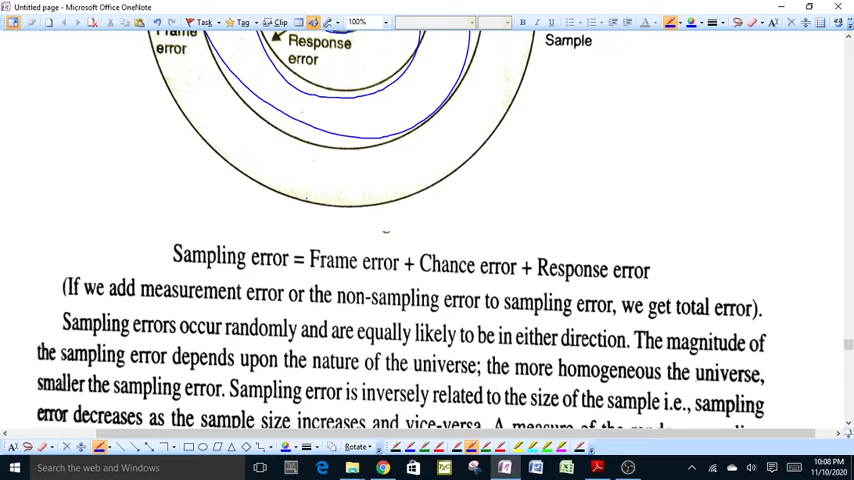 Untitled page - Microsoft Office OneNote
Task
Tag
Clip
100%
B I U
Frame
error
Response
error
Sample
Sampling error = Frame error + Chance error + Response error
(If we add measurement error or the non-sampling error to sampling error, we get total error).
Sampling errors occur randomly and are equally likely to be in either direction. The magnitude of
the sampling error depends upon the nature of the universe; the more homogeneous the universe,
smaller the sampling error. Sampling error is inversely related to the size of the sample i.e., sampling
error decreases as the sample size increases and vice-versa. A measure of the
Rotate
Search the web and Windows
10:08 PM
11/10/2020